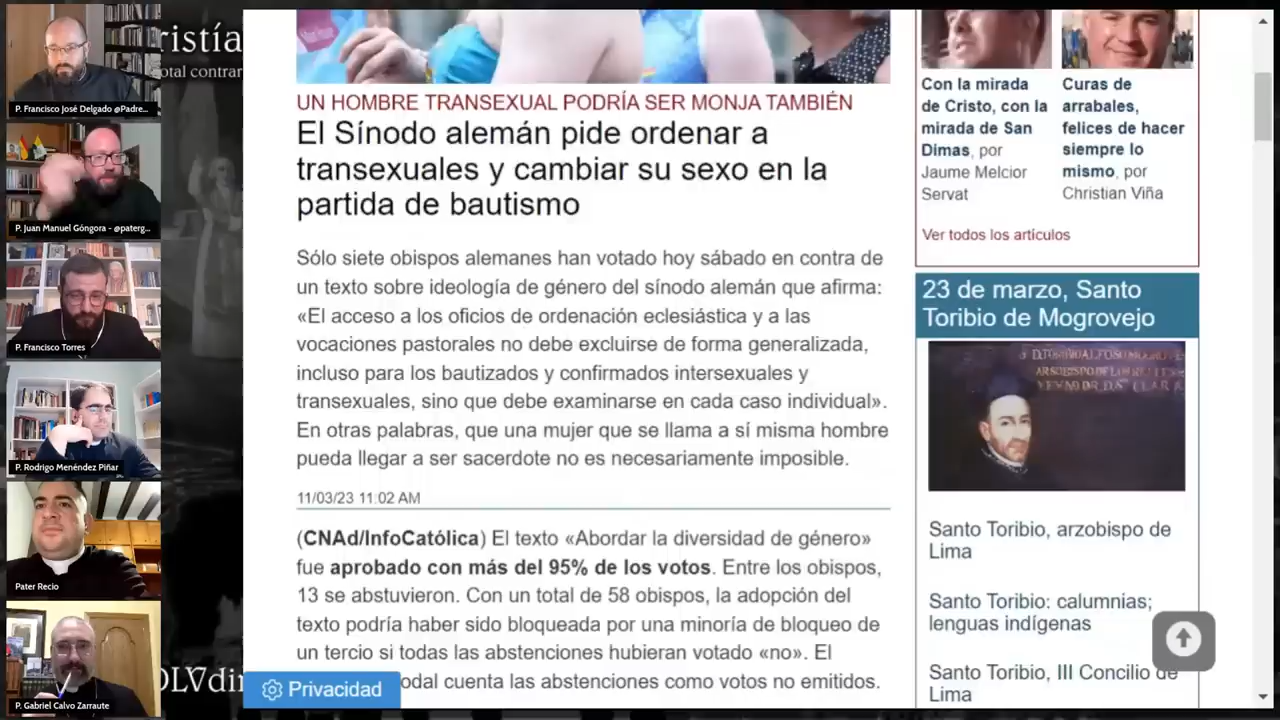 ristía
otal contrar
P. Francisco José Delgado @Padre...
P. Juan Manuel Góngora - @paterg...
P. Francisco Torres
P. Rodrigo Menéndez Piñar
Pater Recio
P. Gabriel Calvo Zarraute
DLVdir
UN HOMBRE TRANSEXUAL PODRÍA SER MONJA TAMBIÉN
El Sínodo alemán pide ordenar a
transexuales y cambiar su sexo en la
partida de bautismo
Sólo siete obispos alemanes han votado hoy sábado en contra de
un texto sobre ideología de género del sínodo alemán que afirma:
«El acceso a los oficios de ordenación eclesiástica y a las
vocaciones pastorales no debe excluirse de forma generalizada,
incluso para los bautizados y confirmados intersexuales y
transexuales, sino que debe examinarse en cada caso individual».
En otras palabras, que una mujer que se llama a sí misma hombre
pueda llegar a ser sacerdote no es necesariamente imposible.
11/03/23 11:02 AM
(CNAd/InfoCatólica) El texto «Abordar la diversidad de género»
fue aprobado con más del 95% de los votos. Entre los obispos,
13 se abstuvieron. Con un total de 58 obispos, la adopción del
texto podría haber sido bloqueada por una minoría de bloqueo de
un tercio si todas las abstenciones hubieran votado «no». El
odal cuenta las abstenciones como votos no emitidos.
Privacidad
Con la mirada
de Cristo, con la
mirada de San
Dimas, por
Jaume Melcior
Servat
Curas de
arrabales,
felices de hacer
siempre lo
mismo, por
Christian Viña
Ver todos los artículos
23 de marzo, Santo
Toribio de Mogrovejo
Santo Toribio, arzobispo de
Lima
Santo Toribio: calumnias;
lenguas indígenas
Santo Toribio, III Concilio de
Lima